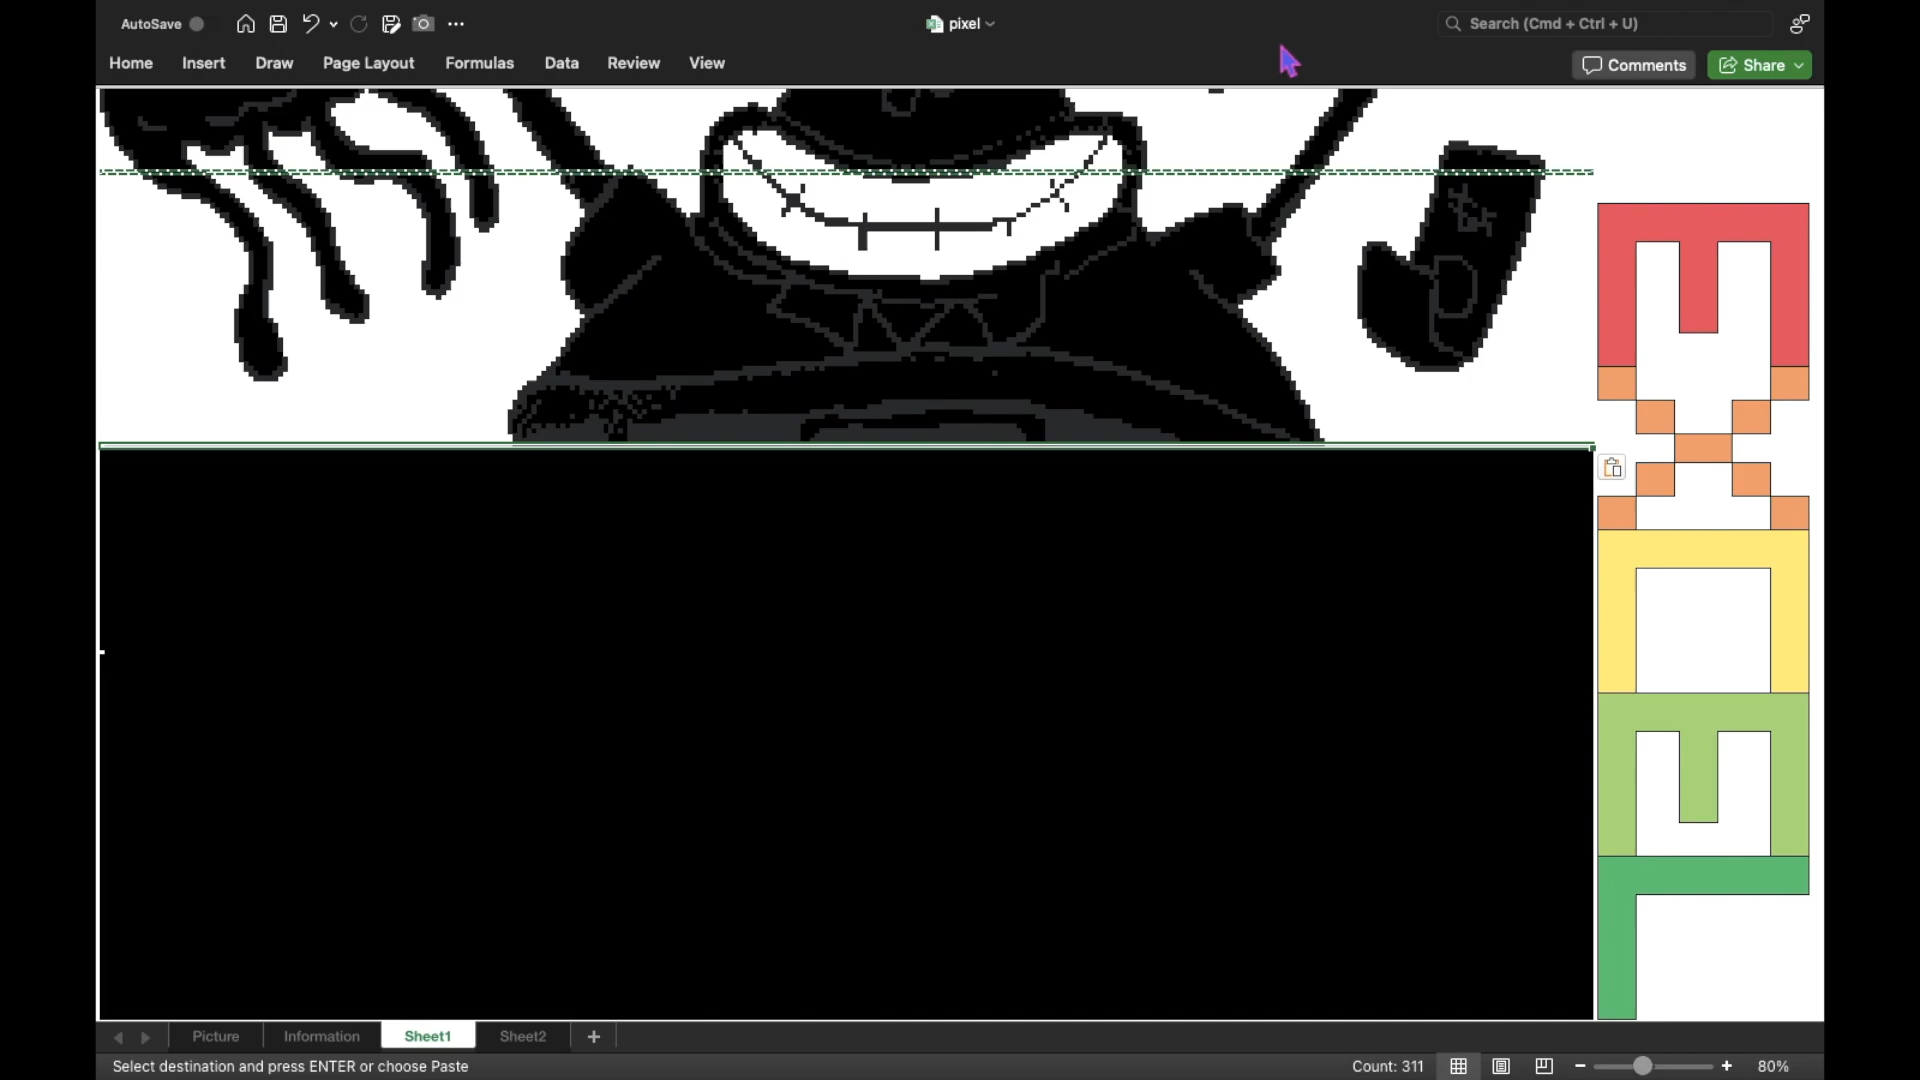 AutoSave
pixel
Search (Cmd + Ctrl + U)
Home Insert Draw Page Layout Formulas Data Review View
Comments Share
EXCEL
Picture Information Sheet1 Sheet2
Select destination and press ENTER or choose Paste
Count: 311
80%